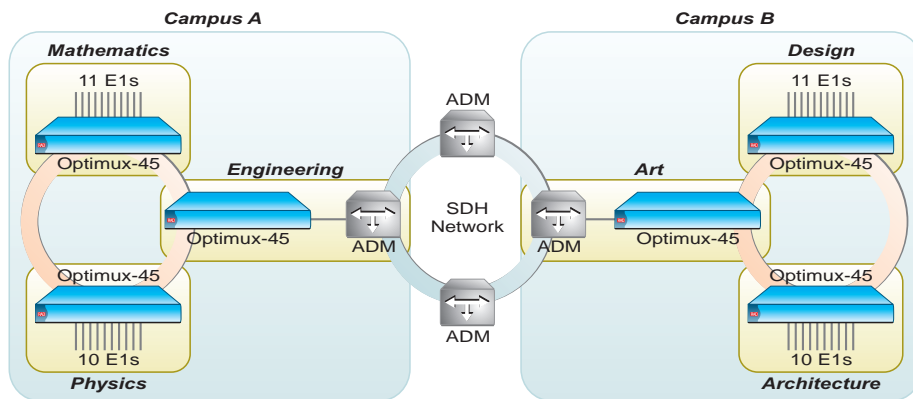 Campus A
Campus B
Mathematics
Design
11 E1s
11 E1s
ADM
Optimux-45
Optimux-45
Engineering
Art
SDH
Network
Optimux-45
ADM
ADM
Optimux-45
Optimux-45
Optimux-45
ADM
10 E1s
10 E1s
Physics
Architecture